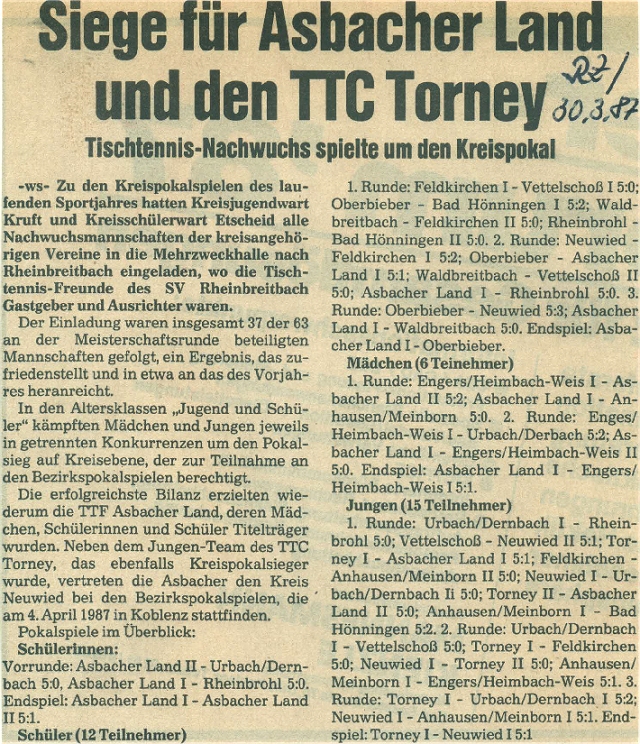 Siege für Asbacher Land
und den TTC Torney
RZ/
30.3.87
Tischtennis-Nachwuchs spielte um den Kreispokal
-ws- Zu den Kreispokalspielen des lau-
fenden Sportjahres hatten Kreisjugendwart
Kruft und Kreisschülerwart Etscheid alle
Nachwuchsmannschaften der kreisangehö-
rigen Vereine in die Mehrzweckhalle nach
Rheinbreitbach eingeladen, wo die Tisch-
tennis-Freunde des SV Rheinbreitbach
Gastgeber und Ausrichter waren.
Der Einladung waren insgesamt 37 der 63
an der Meisterschaftsrunde beteiligten
Mannschaften gefolgt, ein Ergebnis, das zu-
friedenstellt und in etwa an das des Vorjah-
res heranreicht.
In den Altersklassen „Jugend und Schü-
ler" kämpften Mädchen und Jungen jeweils
in getrennten Konkurrenzen um den Pokal-
sieg auf Kreisebene, der zur Teilnahme an
den Bezirkspokalspielen berechtigt.
Die erfolgreichste Bilanz erzielten wie-
derum die TTF Asbacher Land, deren Mäd-
chen, Schülerinnen und Schüler Titelträger
wurden. Neben dem Jungen-Team des TTC
Torney, das ebenfalls Kreispokalsieger
wurde, vertreten die Asbacher den Kreis
Neuwied bei den Bezirkspokalspielen, die
am 4. April 1987 in Koblenz stattfinden.
Pokalspiele im Überblick:
Schülerinnen:
Vorrunde: Asbacher Land II - Urbach/Dern-
bach 5:0, Asbacher Land I - Rheinbrohl 5:0.
Endspiel: Asbacher Land I - Asbacher Land
II 5:1.
Schüler (12 Teilnehmer)
1. Runde: Feldkirchen I - Vettelschoß I 5:0;
Oberbieber - Bad Hönningen I 5:2; Wald-
breitbach - Feldkirchen II 5:0; Rheinbrohl -
Bad Hönningen II 5:0. 2. Runde: Neuwied -
Feldkirchen I 5:2; Oberbieber - Asbacher
Land I 5:1; Waldbreitbach - Vettelschoß II
5:0; Asbacher Land I - Rheinbrohl 5:0. 3.
Runde: Oberbieber - Neuwied 5:3; Asbacher
Land I - Waldbreitbach 5:0. Endspiel: Asba-
cher Land I - Oberbieber.
Mädchen (6 Teinehmer)
1. Runde: Engers/Heimbach-Weis I - As-
bacher Land II 5:2; Asbacher Land I - An-
hausen/Meinborn 5:0. 2. Runde: Enges/
Heimbach-Weis I - Urbach/Derbach 5:2; As-
bacher Land I - Engers/Heimbach-Weis II
5:0. Endspiel: Asbacher Land I - Engers/
Heimbach-Weis I 5:1.
Jungen (15 Teilnehmer)
1. Runde: Urbach/Dernbach I - Rhein-
brohl 5:0; Vettelschoß - Neuwied II 5:1; Tor-
ney I - Asbacher Land I 5:1; Feldkirchen -
Anhausen/Meinborn II 5:0; Neuwied I - Ur-
bach/Dernbach Ii 5:0; Torney II - Asbacher
Land II 5:0; Anhausen/Meinborn I - Bad
Hönningen 5:2. 2. Runde: Urbach/Dernbach
I - Vettelschoß 5:0; Torney I - Feldkirchen
5:0; Neuwied I - Torney II 5:0; Anhausen/
Meinborn I - Engers/Heimbach-Weis 5:1. 3.
Runde: Torney I - Urbach/Dernbach I 5:2;
Neuwied I - Anhausen/Meinborn I 5:1. End-
spiel: Torney I - Neuwied I 5:1